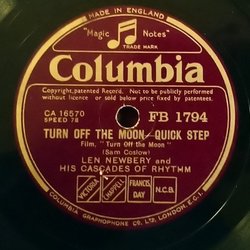 MADE IN ENGLAND
"Magic Notes"
TRADE MARK
Columbia
Copyright, patented Record. Not to be publicly performed
without licence or sold below price fixed by patentees.
CA 16570
SPEED 78
FB 1794
TURN OFF THE MOON - QUICK STEP
Film, "Turn Off the Moon"
(Sam Coslow)
LEN NEWBERY and
HIS CASCADES OF RHYTHM
VICTORIA
CHAPPELL
FRANCIS DAY
N.C.B.
COLUMBIA GRAPHOPHONE CO. LTD. LONDON